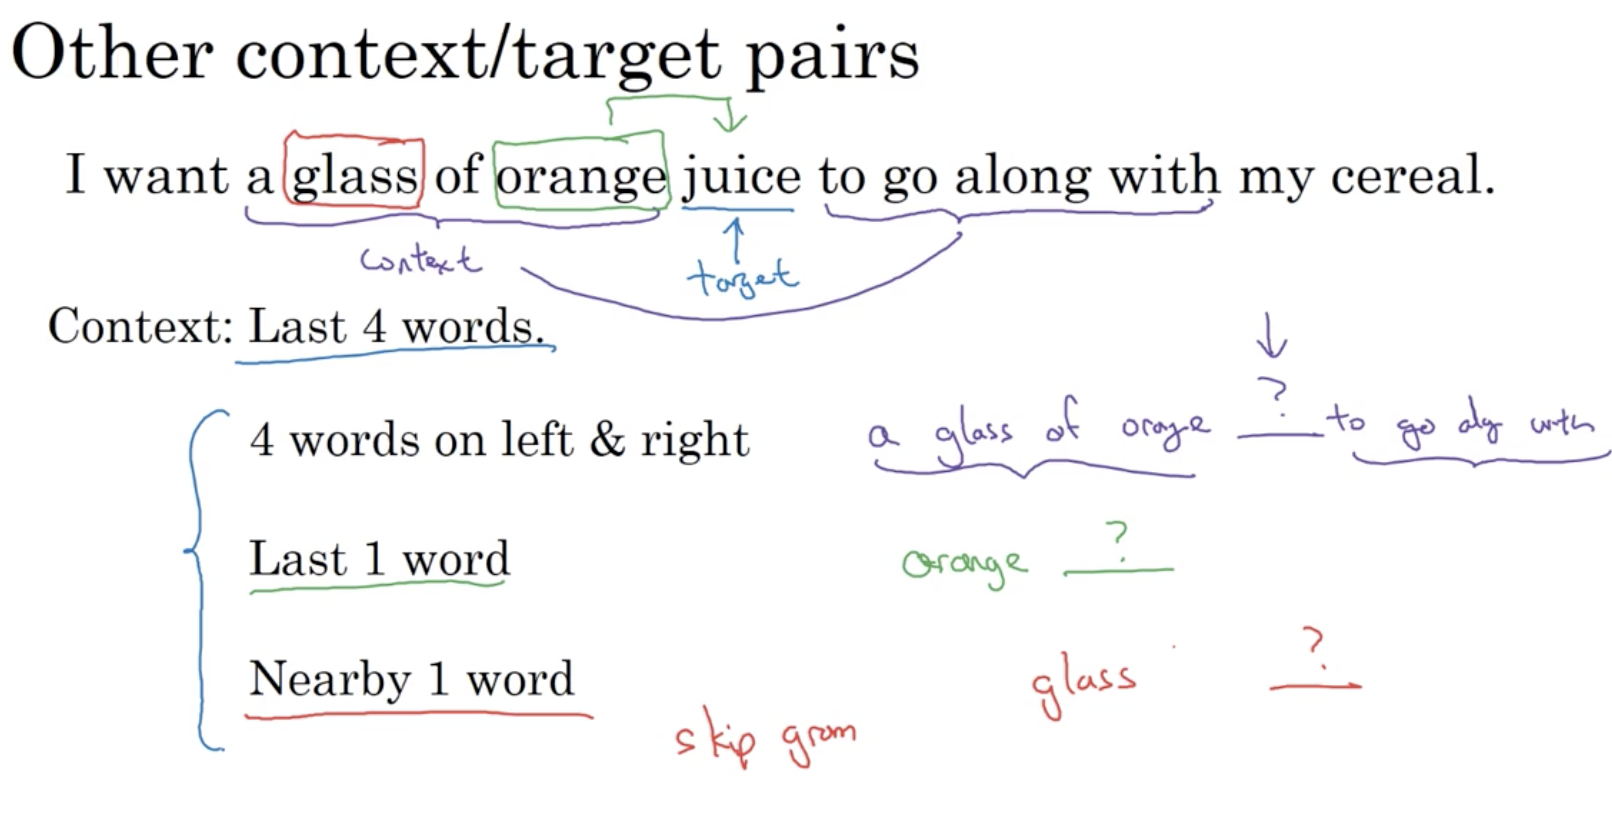 Other context/target pairs
I want a glass of orange juice to go along with my cereal.
context
target
Context: Last 4 words.
?
4 words on left & right a glass of orange to go alg with
?
Last 1 word orange
?
Nearby 1 word glass
skip gram